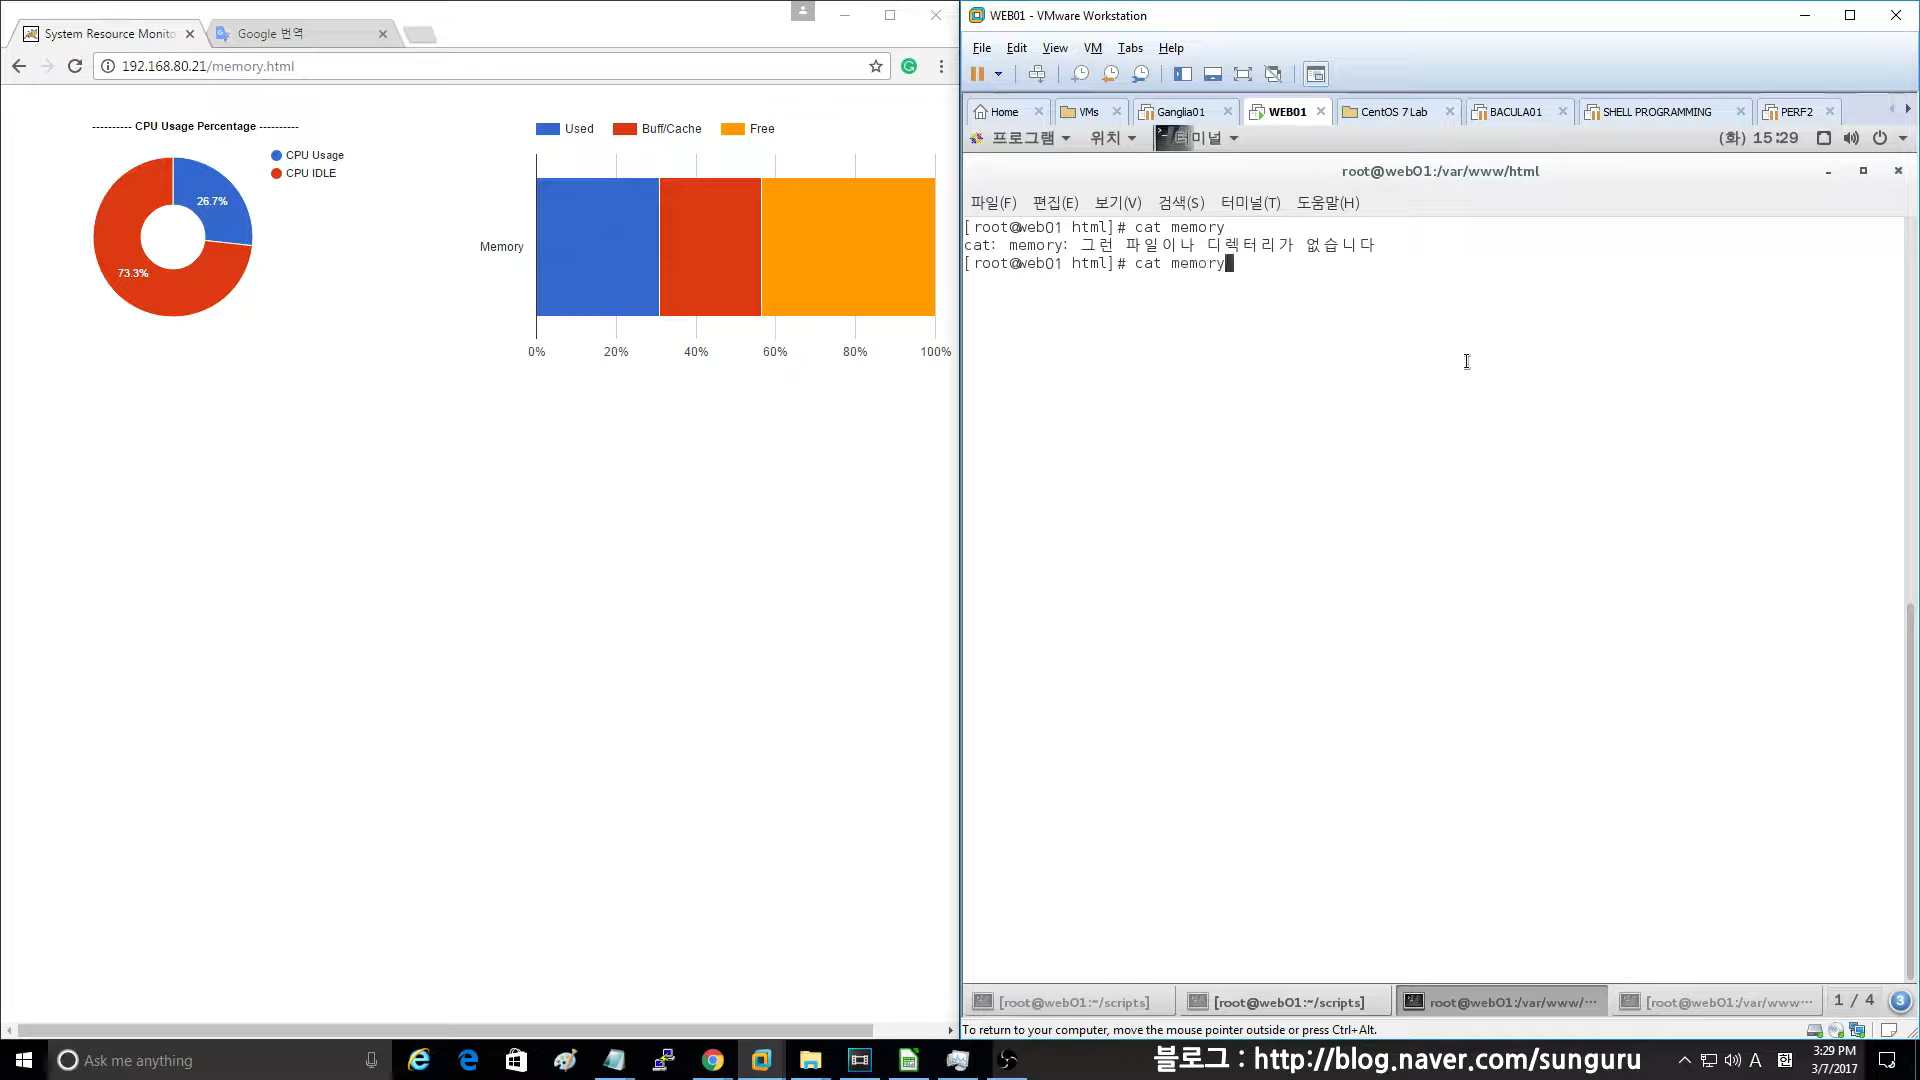 System Resource Monito
Google 번역
192.168.80.21/memory.html
---------- CPU Usage Percentage ----------
CPU Usage
CPU IDLE
26.7%
73.3%
Used
Buff/Cache
Free
Memory
0%
20%
40%
60%
80%
100%
WEB01 - VMware Workstation
File Edit View VM Tabs Help
Home
VMs
Ganglia01
WEB01
CentOS 7 Lab
BACULA01
SHELL PROGRAMMING
PERF2
프로그램
위치
터미널
(화) 15:29
root@web01:/var/www/html
파일(F) 편집(E) 보기(V) 검색(S) 터미널(T) 도움말(H)
[root@web01 html]# cat memory
cat: memory: 그런 파일이나 디렉터리가 없습니다
[root@web01 html]# cat memory
[root@web01:~/scripts]
[root@web01:~/scripts]
root@web01:/var/www/···
[root@web01:/var/www···
1 / 4
3
To return to your computer, move the mouse pointer outside or press Ctrl+Alt.
Ask me anything
블로그 : http://blog.naver.com/sunguru
A
한
3:29 PM
3/7/2017